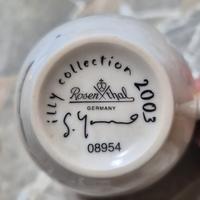 illy collection 2003
Rosenthal
GERMANY
08954